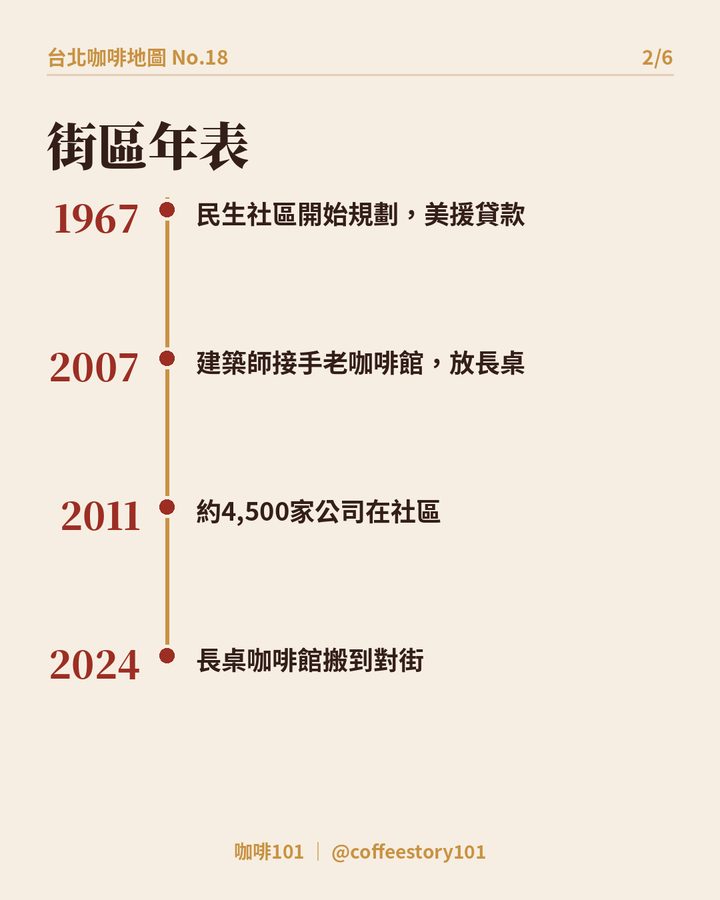 台北咖啡地圖 No.18
2/6
街區年表
1967
民生社區開始規劃，美援貸款
2007
建築師接手老咖啡館，放長桌
2011
約4,500家公司在社區
2024
長桌咖啡館搬到對街
咖啡101｜@coffeestory101